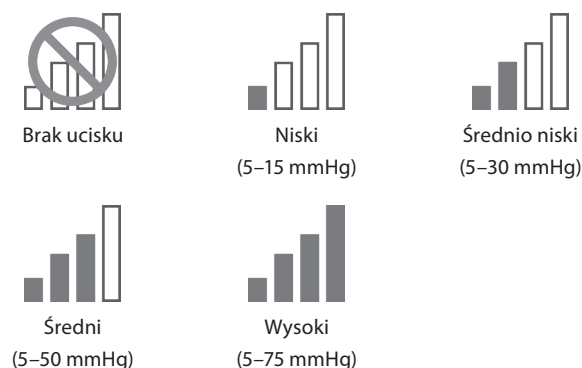 Brak ucisku
Niski
(5–15 mmHg)
Średnio niski
(5–30 mmHg)
Średni
(5–50 mmHg)
Wysoki
(5–75 mmHg)